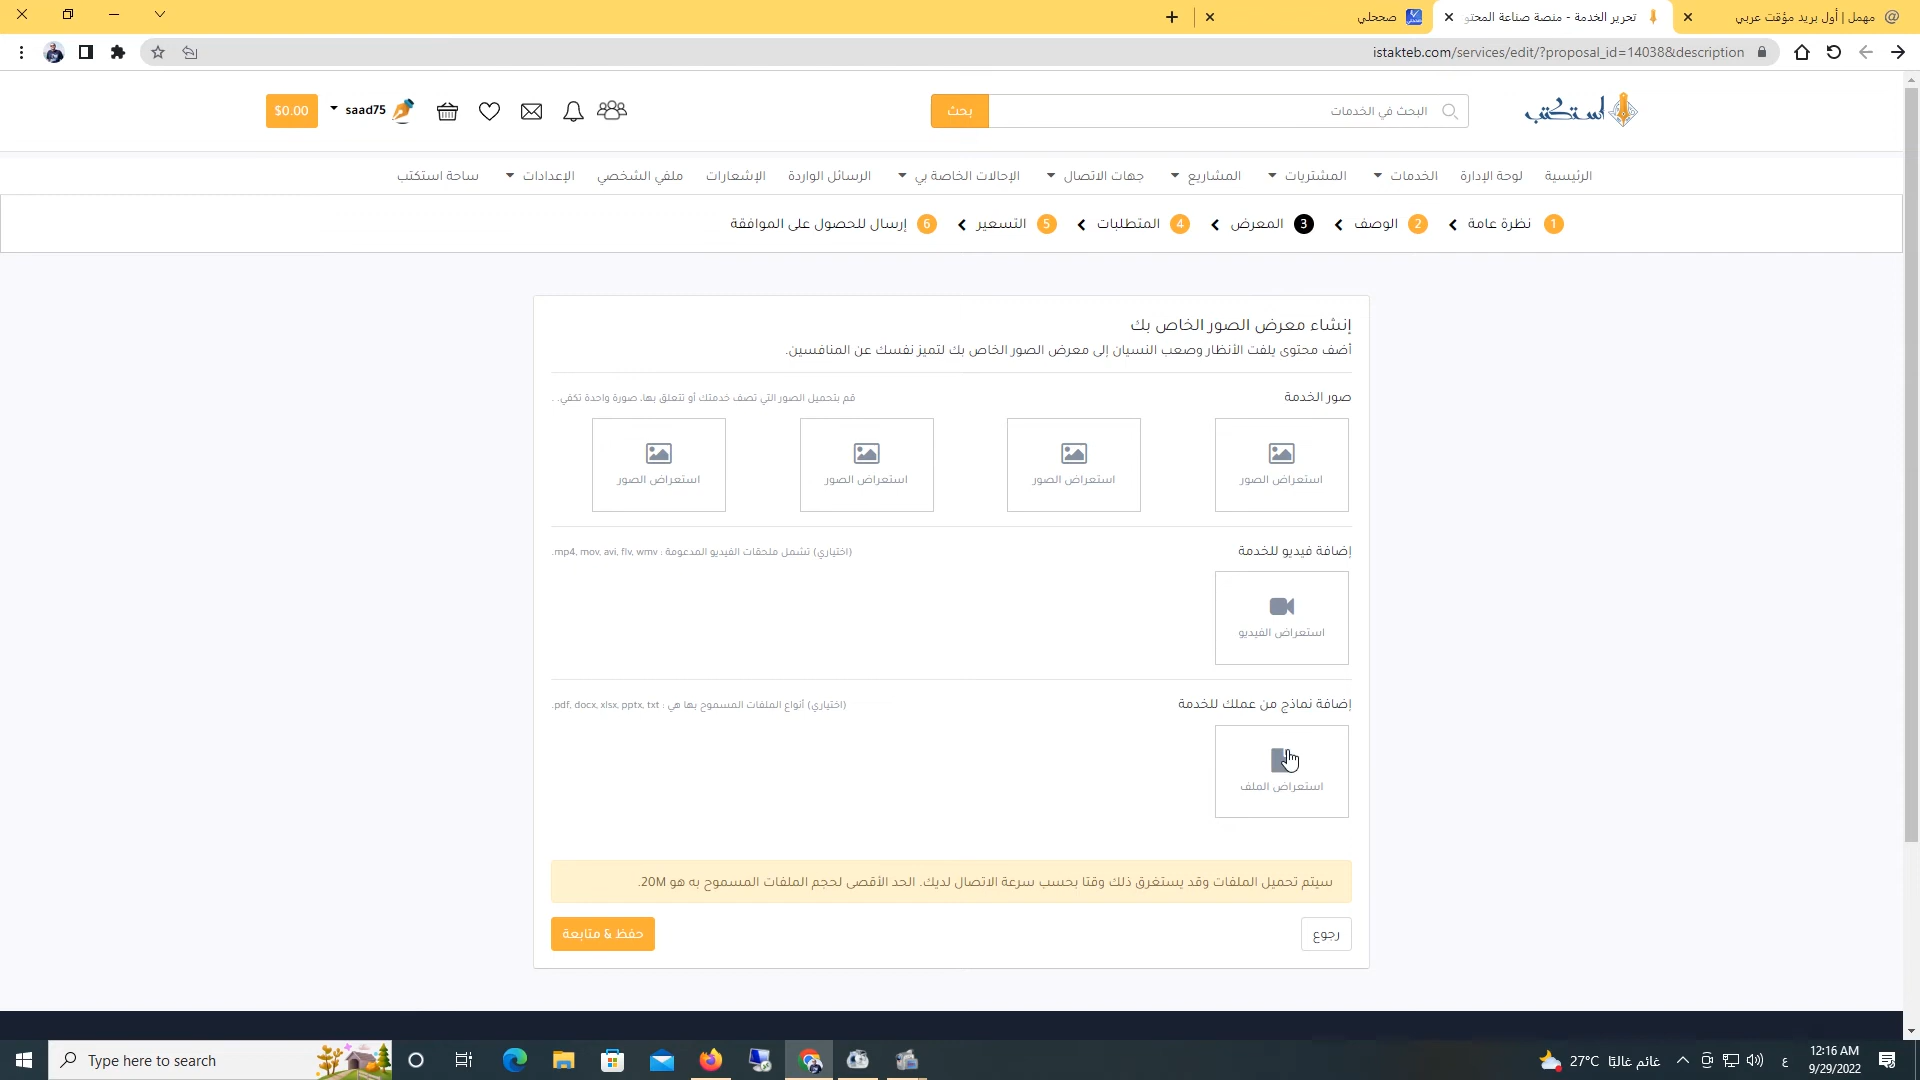 مهمل | أول بريد مؤقت عربي
تحرير الخدمة - منصة صناعة المحتو
صححلي
istakteb.com/services/edit/?proposal_id=14038&description
استكتب
البحث في الخدمات
بحث
saad75
$0.00
الرئيسية
لوحة الإدارة
الخدمات
المشتريات
المشاريع
جهات الاتصال
الإحالات الخاصة بي
الرسائل الواردة
الإشعارات
ملفي الشخصي
الإعدادات
ساحة استكتب
1 نظرة عامة
2 الوصف
3 المعرض
4 المتطلبات
5 التسعير
6 إرسال للحصول على الموافقة
إنشاء معرض الصور الخاص بك
أضف محتوى يلفت الأنظار وصعب النسيان إلى معرض الصور الخاص بك لتميز نفسك عن المنافسين.
صور الخدمة
قم بتحميل الصور التي تصف خدمتك أو تتعلق بها، صورة واحدة تكفي. .
استعراض الصور
استعراض الصور
استعراض الصور
استعراض الصور
إضافة فيديو للخدمة
(اختياري) تشمل ملحقات الفيديو المدعومة : mp4, mov, avi, flv, wmv.
استعراض الفيديو
إضافة نماذج من عملك للخدمة
(اختياري) أنواع الملفات المسموح بها هي : pdf, docx, xlsx, pptx, txt.
استعراض الملف
سيتم تحميل الملفات وقد يستغرق ذلك وقتا بحسب سرعة الاتصال لديك. الحد الأقصى لحجم الملفات المسموح به هو 20M.
رجوع
حفظ & متابعة
Type here to search
27°C غائم غالبًا
ع
12:16 AM
9/29/2022